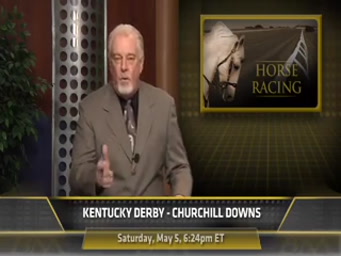 HORSE
RACING
KENTUCKY DERBY - CHURCHILL DOWNS
Saturday, May 5, 6:24pm ET